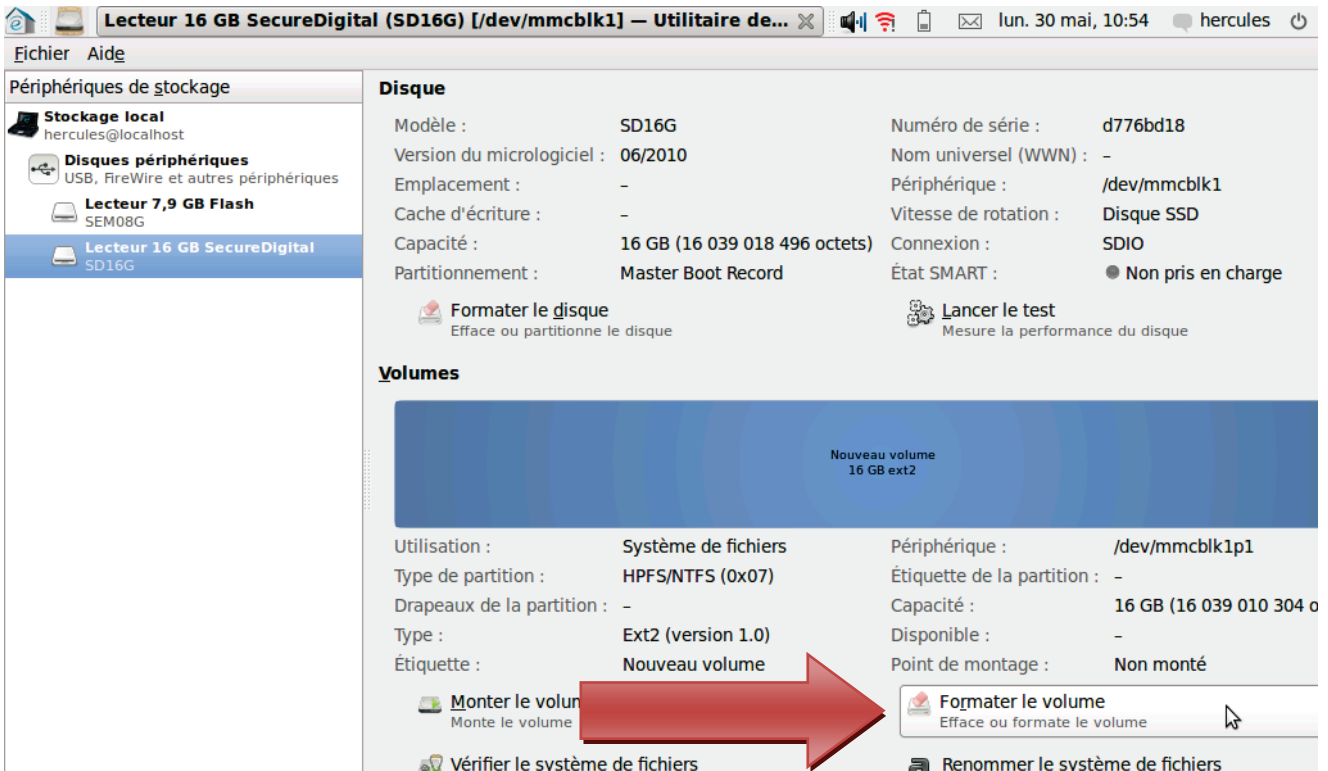 Lecteur 16 GB SecureDigital (SD16G) [/dev/mmcblk1] — Utilitaire de... lun. 30 mai, 10:54 hercules
Fichier Aide
Périphériques de stockage
Stockage local
hercules@localhost
Disques périphériques
USB, FireWire et autres périphériques
Lecteur 7,9 GB Flash
SEM08G
Lecteur 16 GB SecureDigital
SD16G
Disque
Modèle : SD16G Numéro de série : d776bd18
Version du micrologiciel : 06/2010 Nom universel (WWN) : –
Emplacement : – Périphérique : /dev/mmcblk1
Cache d'écriture : – Vitesse de rotation : Disque SSD
Capacité : 16 GB (16 039 018 496 octets) Connexion : SDIO
Partitionnement : Master Boot Record État SMART : Non pris en charge
Formater le disque Lancer le test
Efface ou partitionne le disque Mesure la performance du disque
Volumes
Nouveau volume
16 GB ext2
Utilisation : Système de fichiers Périphérique : /dev/mmcblk1p1
Type de partition : HPFS/NTFS (0x07) Étiquette de la partition : –
Drapeaux de la partition : – Capacité : 16 GB (16 039 010 304 o
Type : Ext2 (version 1.0) Disponible : –
Étiquette : Nouveau volume Point de montage : Non monté
Monter le volum Formater le volume
Monte le volume Efface ou formate le volume
Vérifier le système de fichiers Renommer le système de fichiers